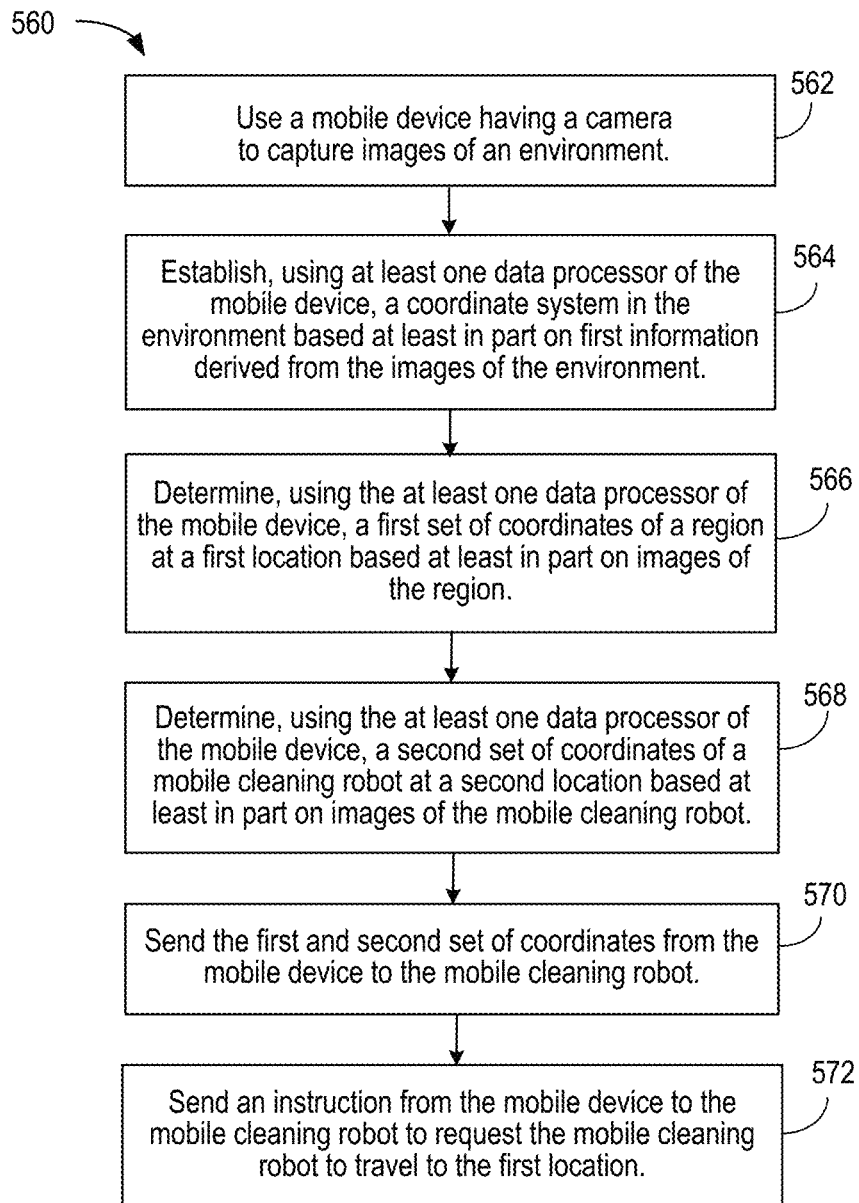 560
562
Use a mobile device having a camera
to capture images of an environment.
564
Establish, using at least one data processor of the
mobile device, a coordinate system in the
environment based at least in part on first information
derived from the images of the environment.
566
Determine, using the at least one data processor of
the mobile device, a first set of coordinates of a region
at a first location based at least in part on images of
the region.
568
Determine, using the at least one data processor of
the mobile device, a second set of coordinates of a
mobile cleaning robot at a second location based at
least in part on images of the mobile cleaning robot.
570
Send the first and second set of coordinates from the
mobile device to the mobile cleaning robot.
572
Send an instruction from the mobile device to the
mobile cleaning robot to request the mobile cleaning
robot to travel to the first location.